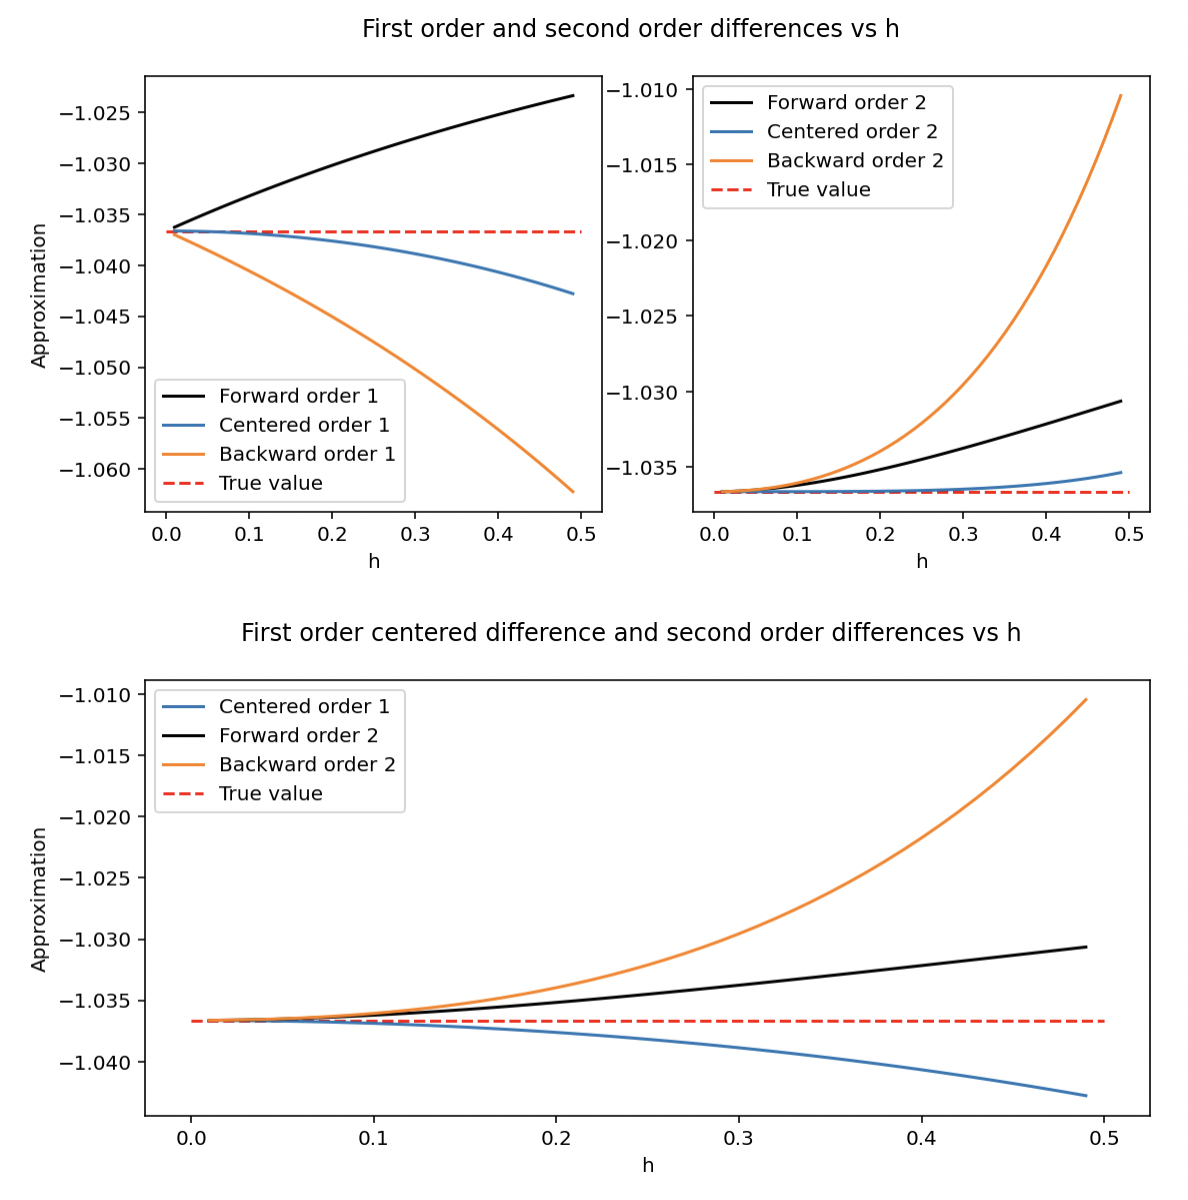 First order and second order differences vs h
Approximation
−1.025
−1.030
−1.035
−1.040
−1.045
−1.050
−1.055
−1.060
Forward order 1
Centered order 1
Backward order 1
True value
0.0 0.1 0.2 0.3 0.4 0.5
h
−1.010
−1.015
−1.020
−1.025
−1.030
−1.035
Forward order 2
Centered order 2
Backward order 2
True value
0.0 0.1 0.2 0.3 0.4 0.5
h
First order centered difference and second order differences vs h
Approximation
−1.010
−1.015
−1.020
−1.025
−1.030
−1.035
−1.040
Centered order 1
Forward order 2
Backward order 2
True value
0.0 0.1 0.2 0.3 0.4 0.5
h